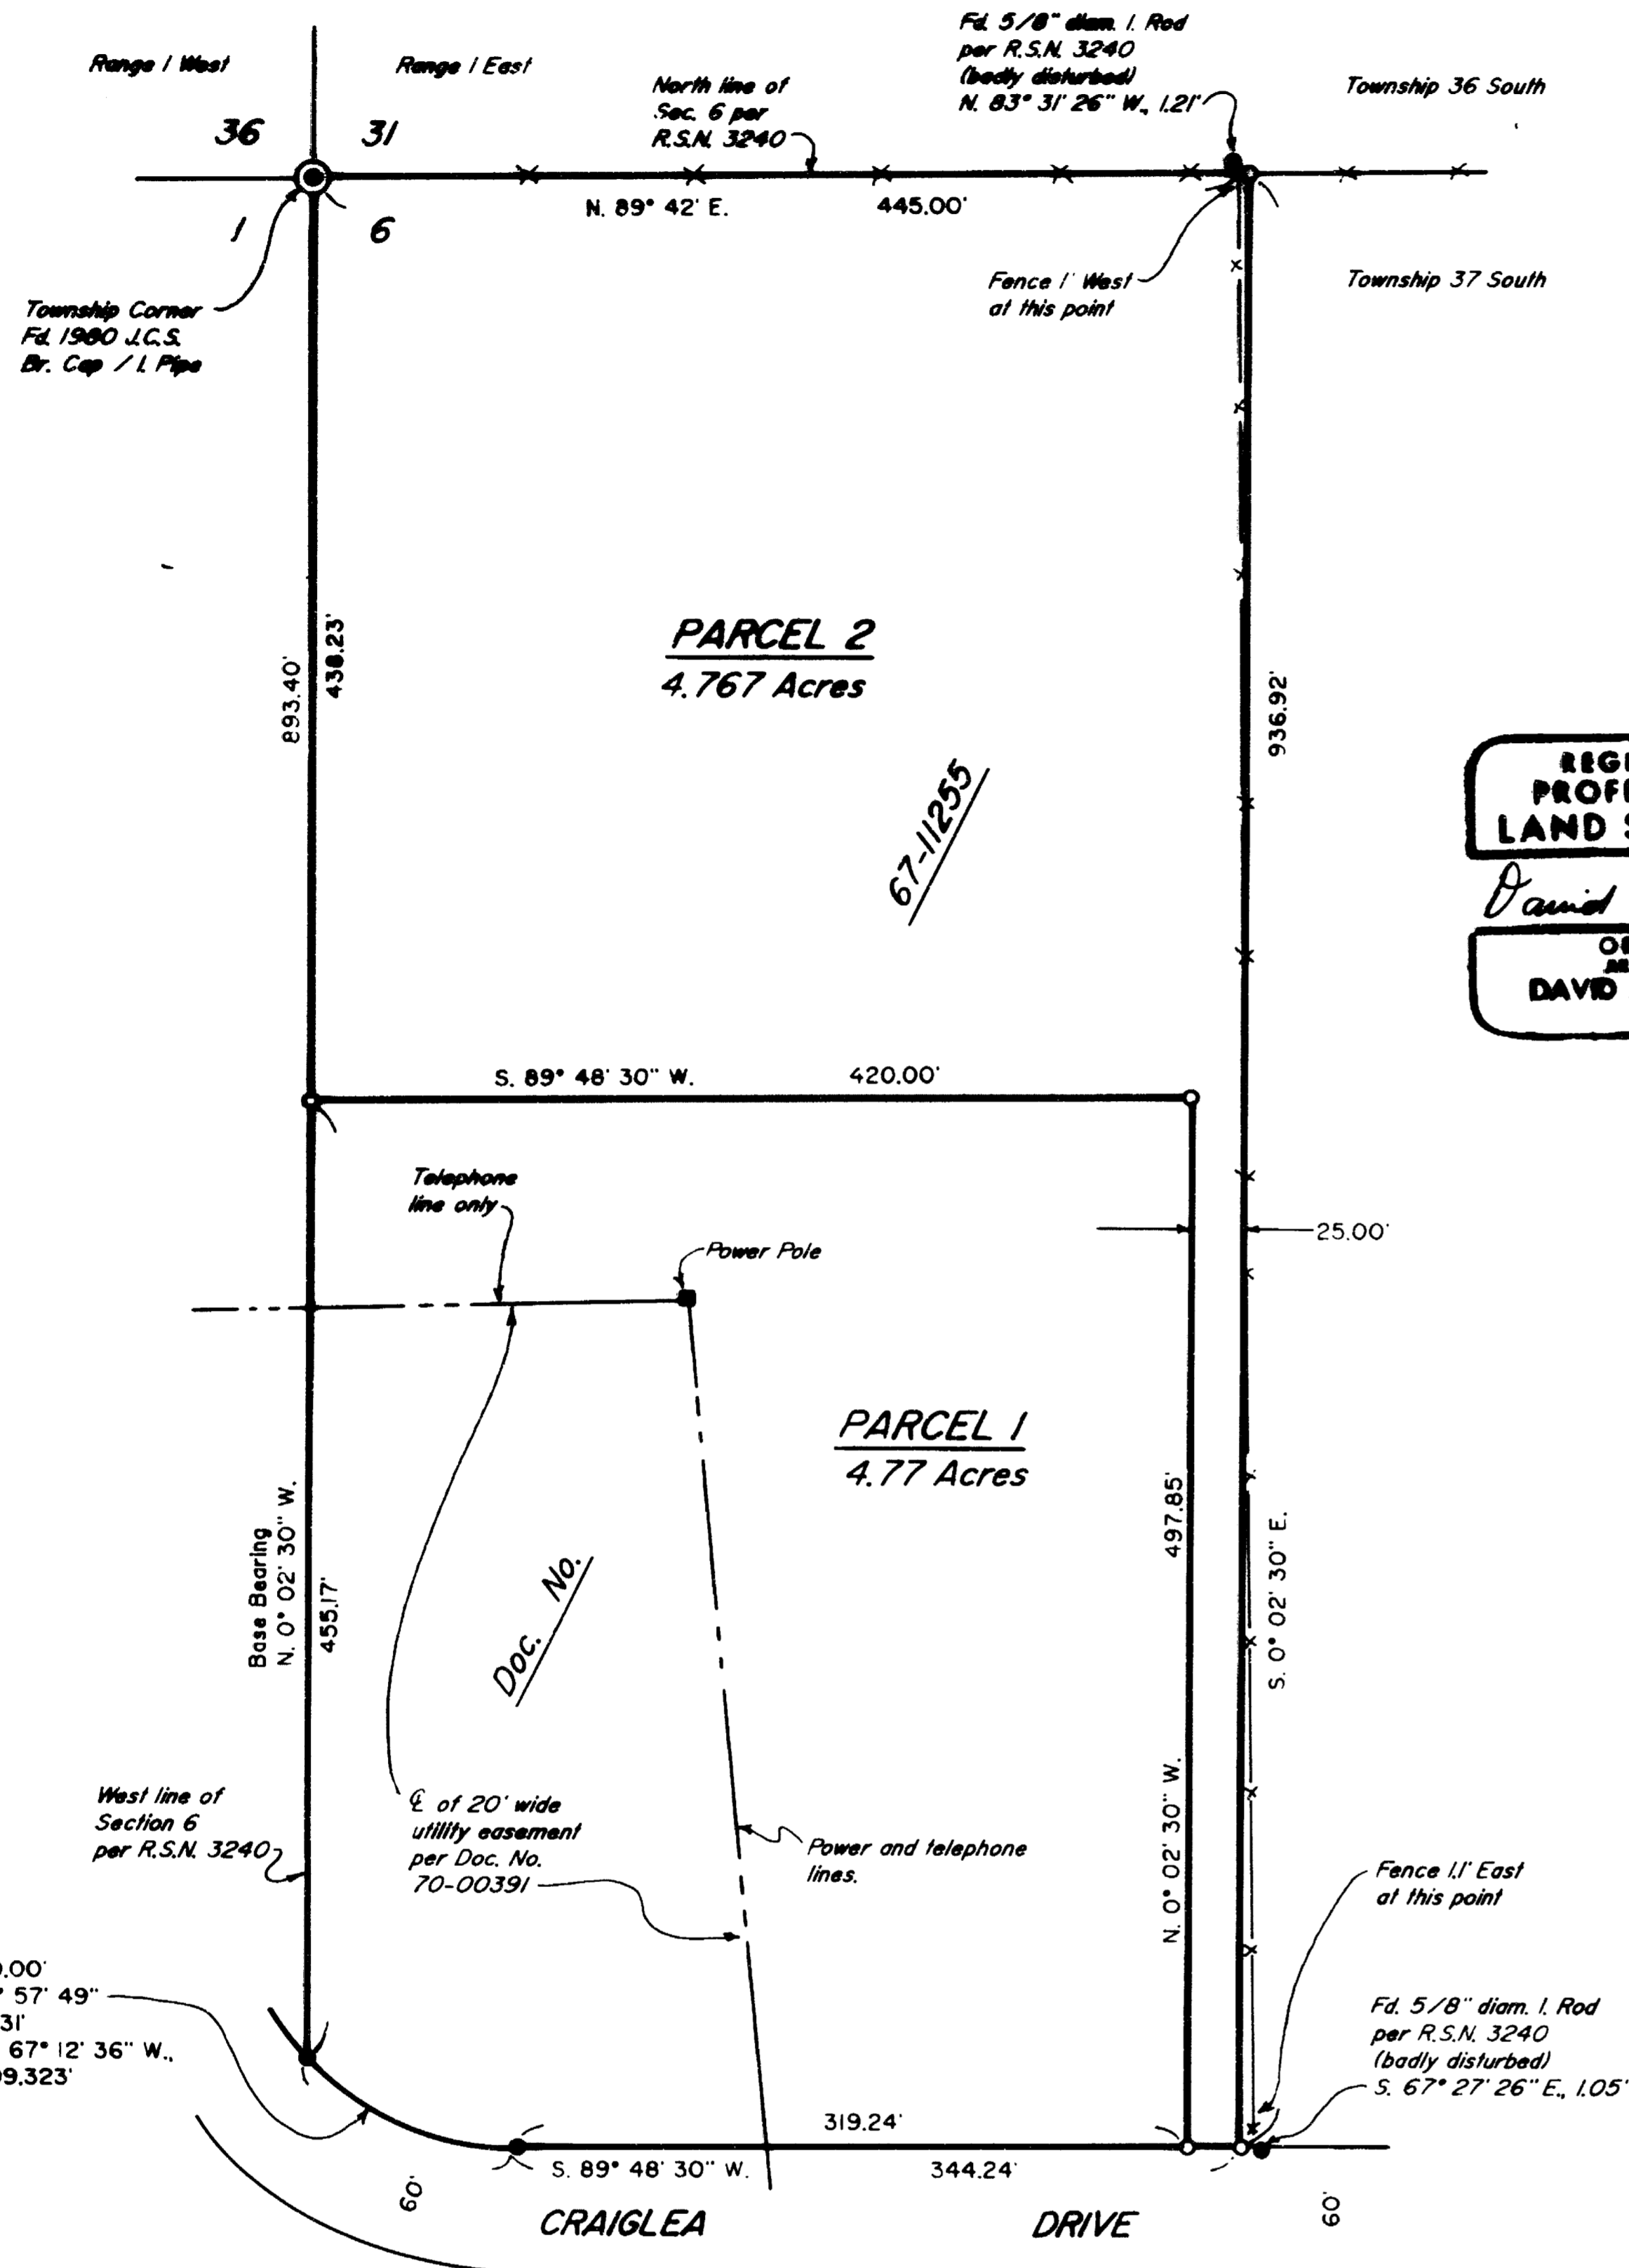 Range 1 West
Range 1 East
North line of
Sec. 6 per
R.S.N. 3240
Fd. 5/8" diam. I. Rod
per R.S.N. 3240
(badly disturbed)
N. 83° 31' 26" W., 1.21'
Township 36 South
36
31
1
6
N. 89° 42' E.
445.00'
Township Corner
Fd. 1980 J.C.S.
Br. Cap / I. Pipe
Fence 1' West
at this point
Township 37 South
893.40'
438.23'
PARCEL 2
4.767 Acres
936.92'
67-11255
LAND
David
DAVID
S. 89° 48' 30" W.
420.00'
Telephone
line only
Power Pole
25.00'
PARCEL 1
4.77 Acres
497.85'
Base Bearing
N. 0° 02' 30" W.
455.17'
S. 0° 02' 30" E.
Doc. No.
West line of
Section 6
per R.S.N. 3240
℄ of 20' wide
utility easement
per Doc. No.
70-00391
Power and telephone
lines.
N. 0° 02' 30" W.
Fence 1.1' East
at this point
.00'
57' 49"
31'
67° 12' 36" W.,
9.323'
Fd. 5/8" diam. I. Rod
per R.S.N. 3240
(badly disturbed)
S. 67° 27' 26" E., 1.05'
319.24'
S. 89° 48' 30" W.
344.24'
60'
60'
CRAIGLEA DRIVE